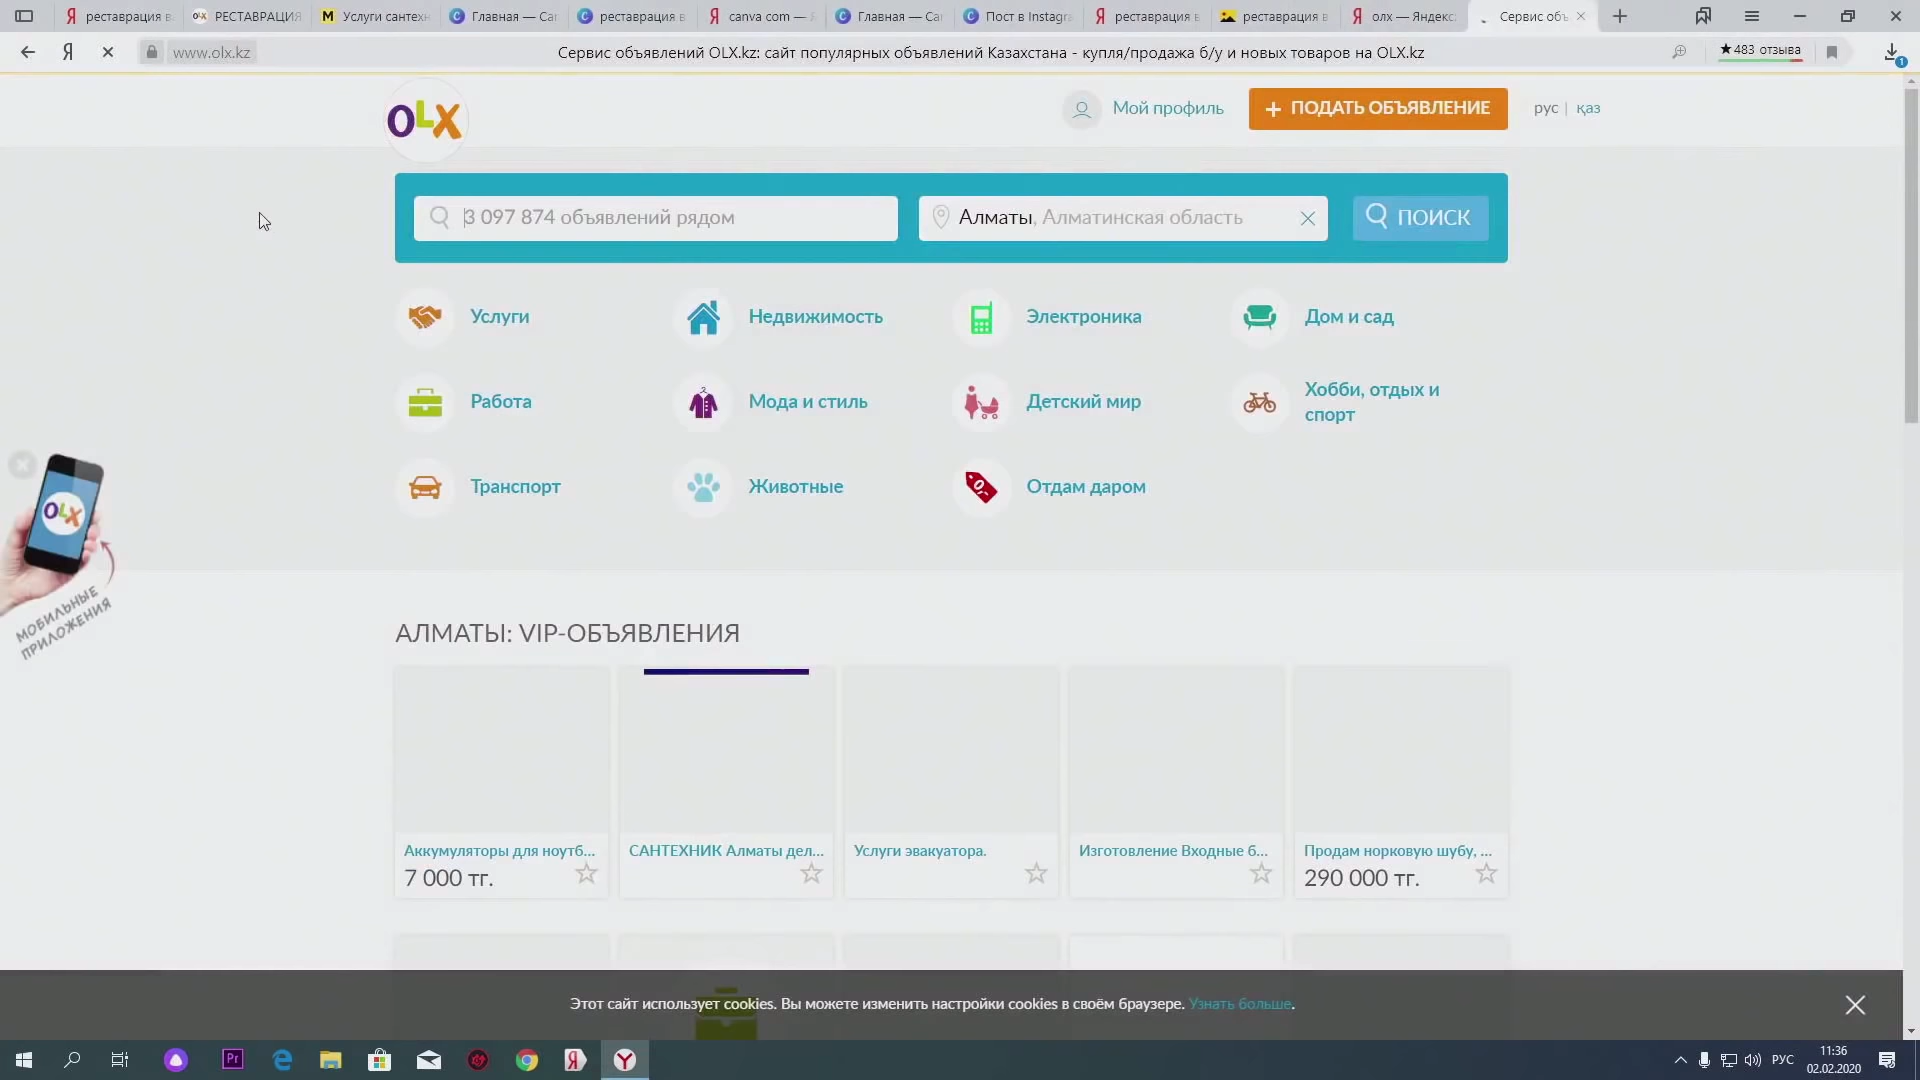 реставрация в
РЕСТАВРАЦИЯ
Услуги сантехн
Главная — Can
реставрация в
canva com — Я
Главная — Can
Пост в Instagra
реставрация в
реставрация в
олх — Яндекс:
Сервис объ
www.olx.kz
Сервис объявлений OLX.kz: сайт популярных объявлений Казахстана - купля/продажа б/у и новых товаров на OLX.kz
★483 отзыва
OLX
Мой профиль
+ ПОДАТЬ ОБЪЯВЛЕНИЕ
рус | қаз
3 097 874 объявлений рядом
Алматы, Алматинская область
ПОИСК
Услуги
Недвижимость
Электроника
Дом и сад
Работа
Мода и стиль
Детский мир
Хобби, отдых и
спорт
Транспорт
Животные
Отдам даром
OLX
МОБИЛЬНЫЕ
ПРИЛОЖЕНИЯ
АЛМАТЫ: VIP-ОБЪЯВЛЕНИЯ
Аккумуляторы для ноутб...
7 000 тг.
САНТЕХНИК Алматы дел...
Услуги эвакуатора.
Изготовление Входные б...
Продам норковую шубу, ...
290 000 тг.
Этот сайт использует cookies. Вы можете изменить настройки cookies в своём браузере. Узнать больше.
РУС
11:36
02.02.2020